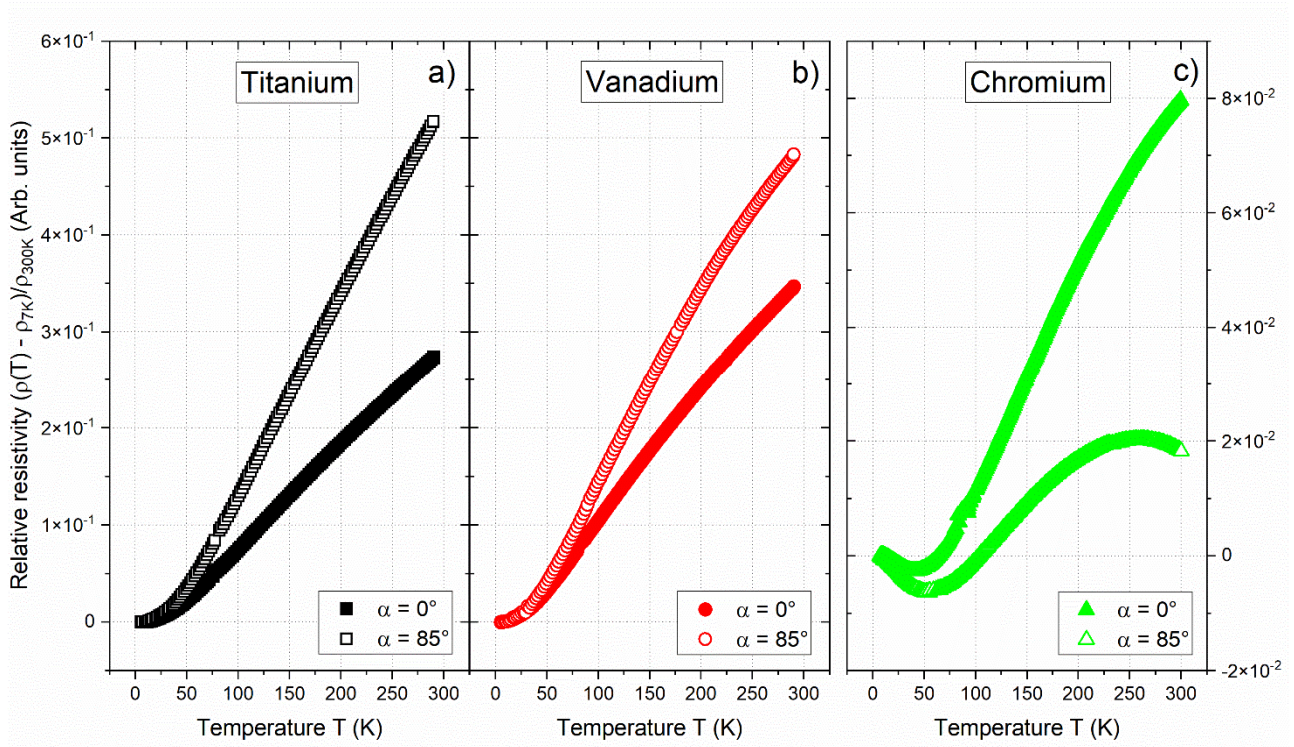 Relative resistivity (ρ(T) - ρ7K)/ρ300K (Arb. units)
6×10-1
5×10-1
4×10-1
3×10-1
2×10-1
1×10-1
0
Titanium
a)
α = 0°
α = 85°
0 50 100 150 200 250 300
Temperature T (K)
Vanadium
b)
α = 0°
α = 85°
0 50 100 150 200 250 300
Temperature T (K)
Chromium
c)
α = 0°
α = 85°
0 50 100 150 200 250 300
Temperature T (K)
8×10-2
6×10-2
4×10-2
2×10-2
0
-2×10-2